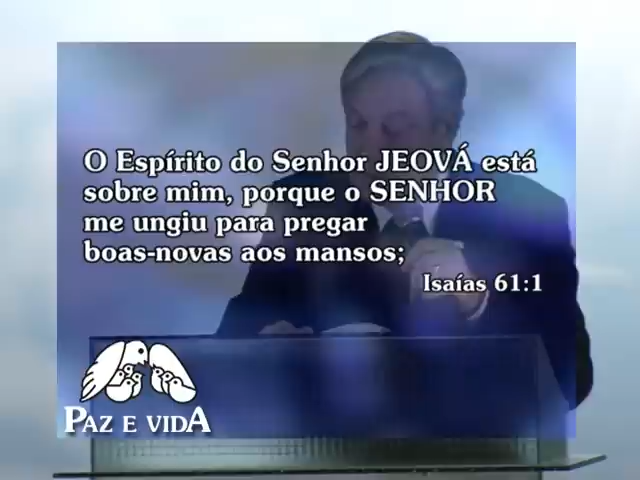 O Espírito do Senhor JEOVÁ está
sobre mim, porque o SENHOR
me ungiu para pregar
boas-novas aos mansos;
Isaías 61:1
PAZ E VIDA